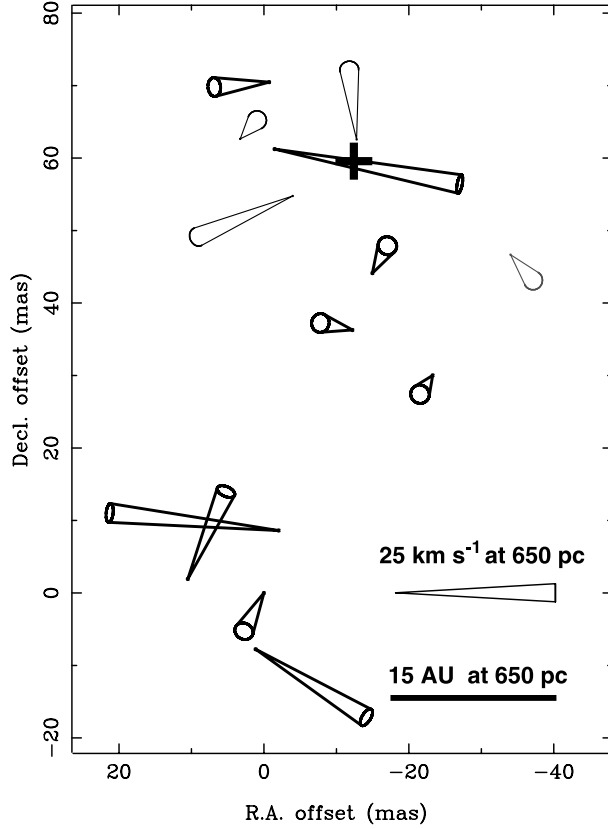 80
60
40
20
0
−20
Decl. offset (mas)
25 km s⁻¹ at 650 pc
15 AU at 650 pc
20 0 −20 −40
R.A. offset (mas)